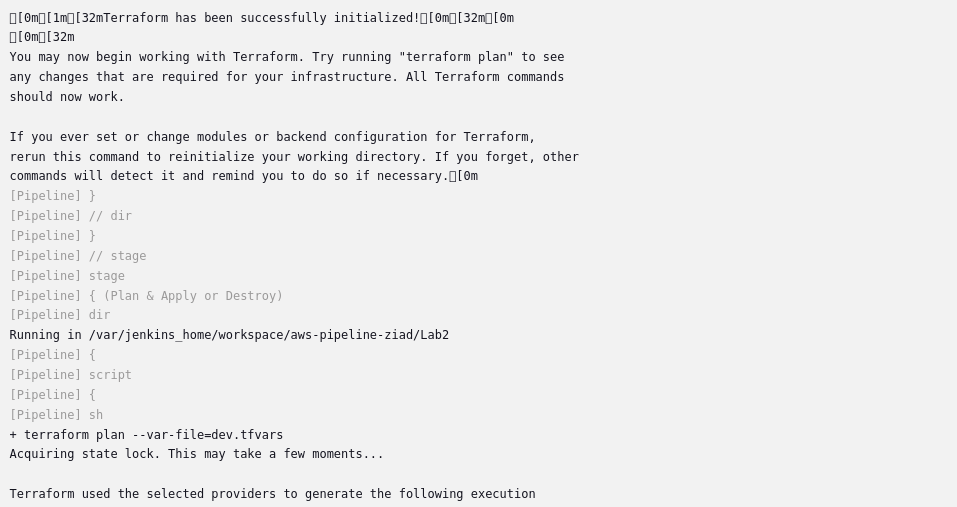 [0m[1m[32mTerraform has been successfully initialized![0m[32m[0m
[0m[32m
You may now begin working with Terraform. Try running "terraform plan" to see
any changes that are required for your infrastructure. All Terraform commands
should now work.
If you ever set or change modules or backend configuration for Terraform,
rerun this command to reinitialize your working directory. If you forget, other
commands will detect it and remind you to do so if necessary.[0m
[Pipeline] }
[Pipeline] // dir
[Pipeline] }
[Pipeline] // stage
[Pipeline] stage
[Pipeline] { (Plan & Apply or Destroy)
[Pipeline] dir
Running in /var/jenkins_home/workspace/aws-pipeline-ziad/Lab2
[Pipeline] {
[Pipeline] script
[Pipeline] {
[Pipeline] sh
+ terraform plan --var-file=dev.tfvars
Acquiring state lock. This may take a few moments...
Terraform used the selected providers to generate the following execution